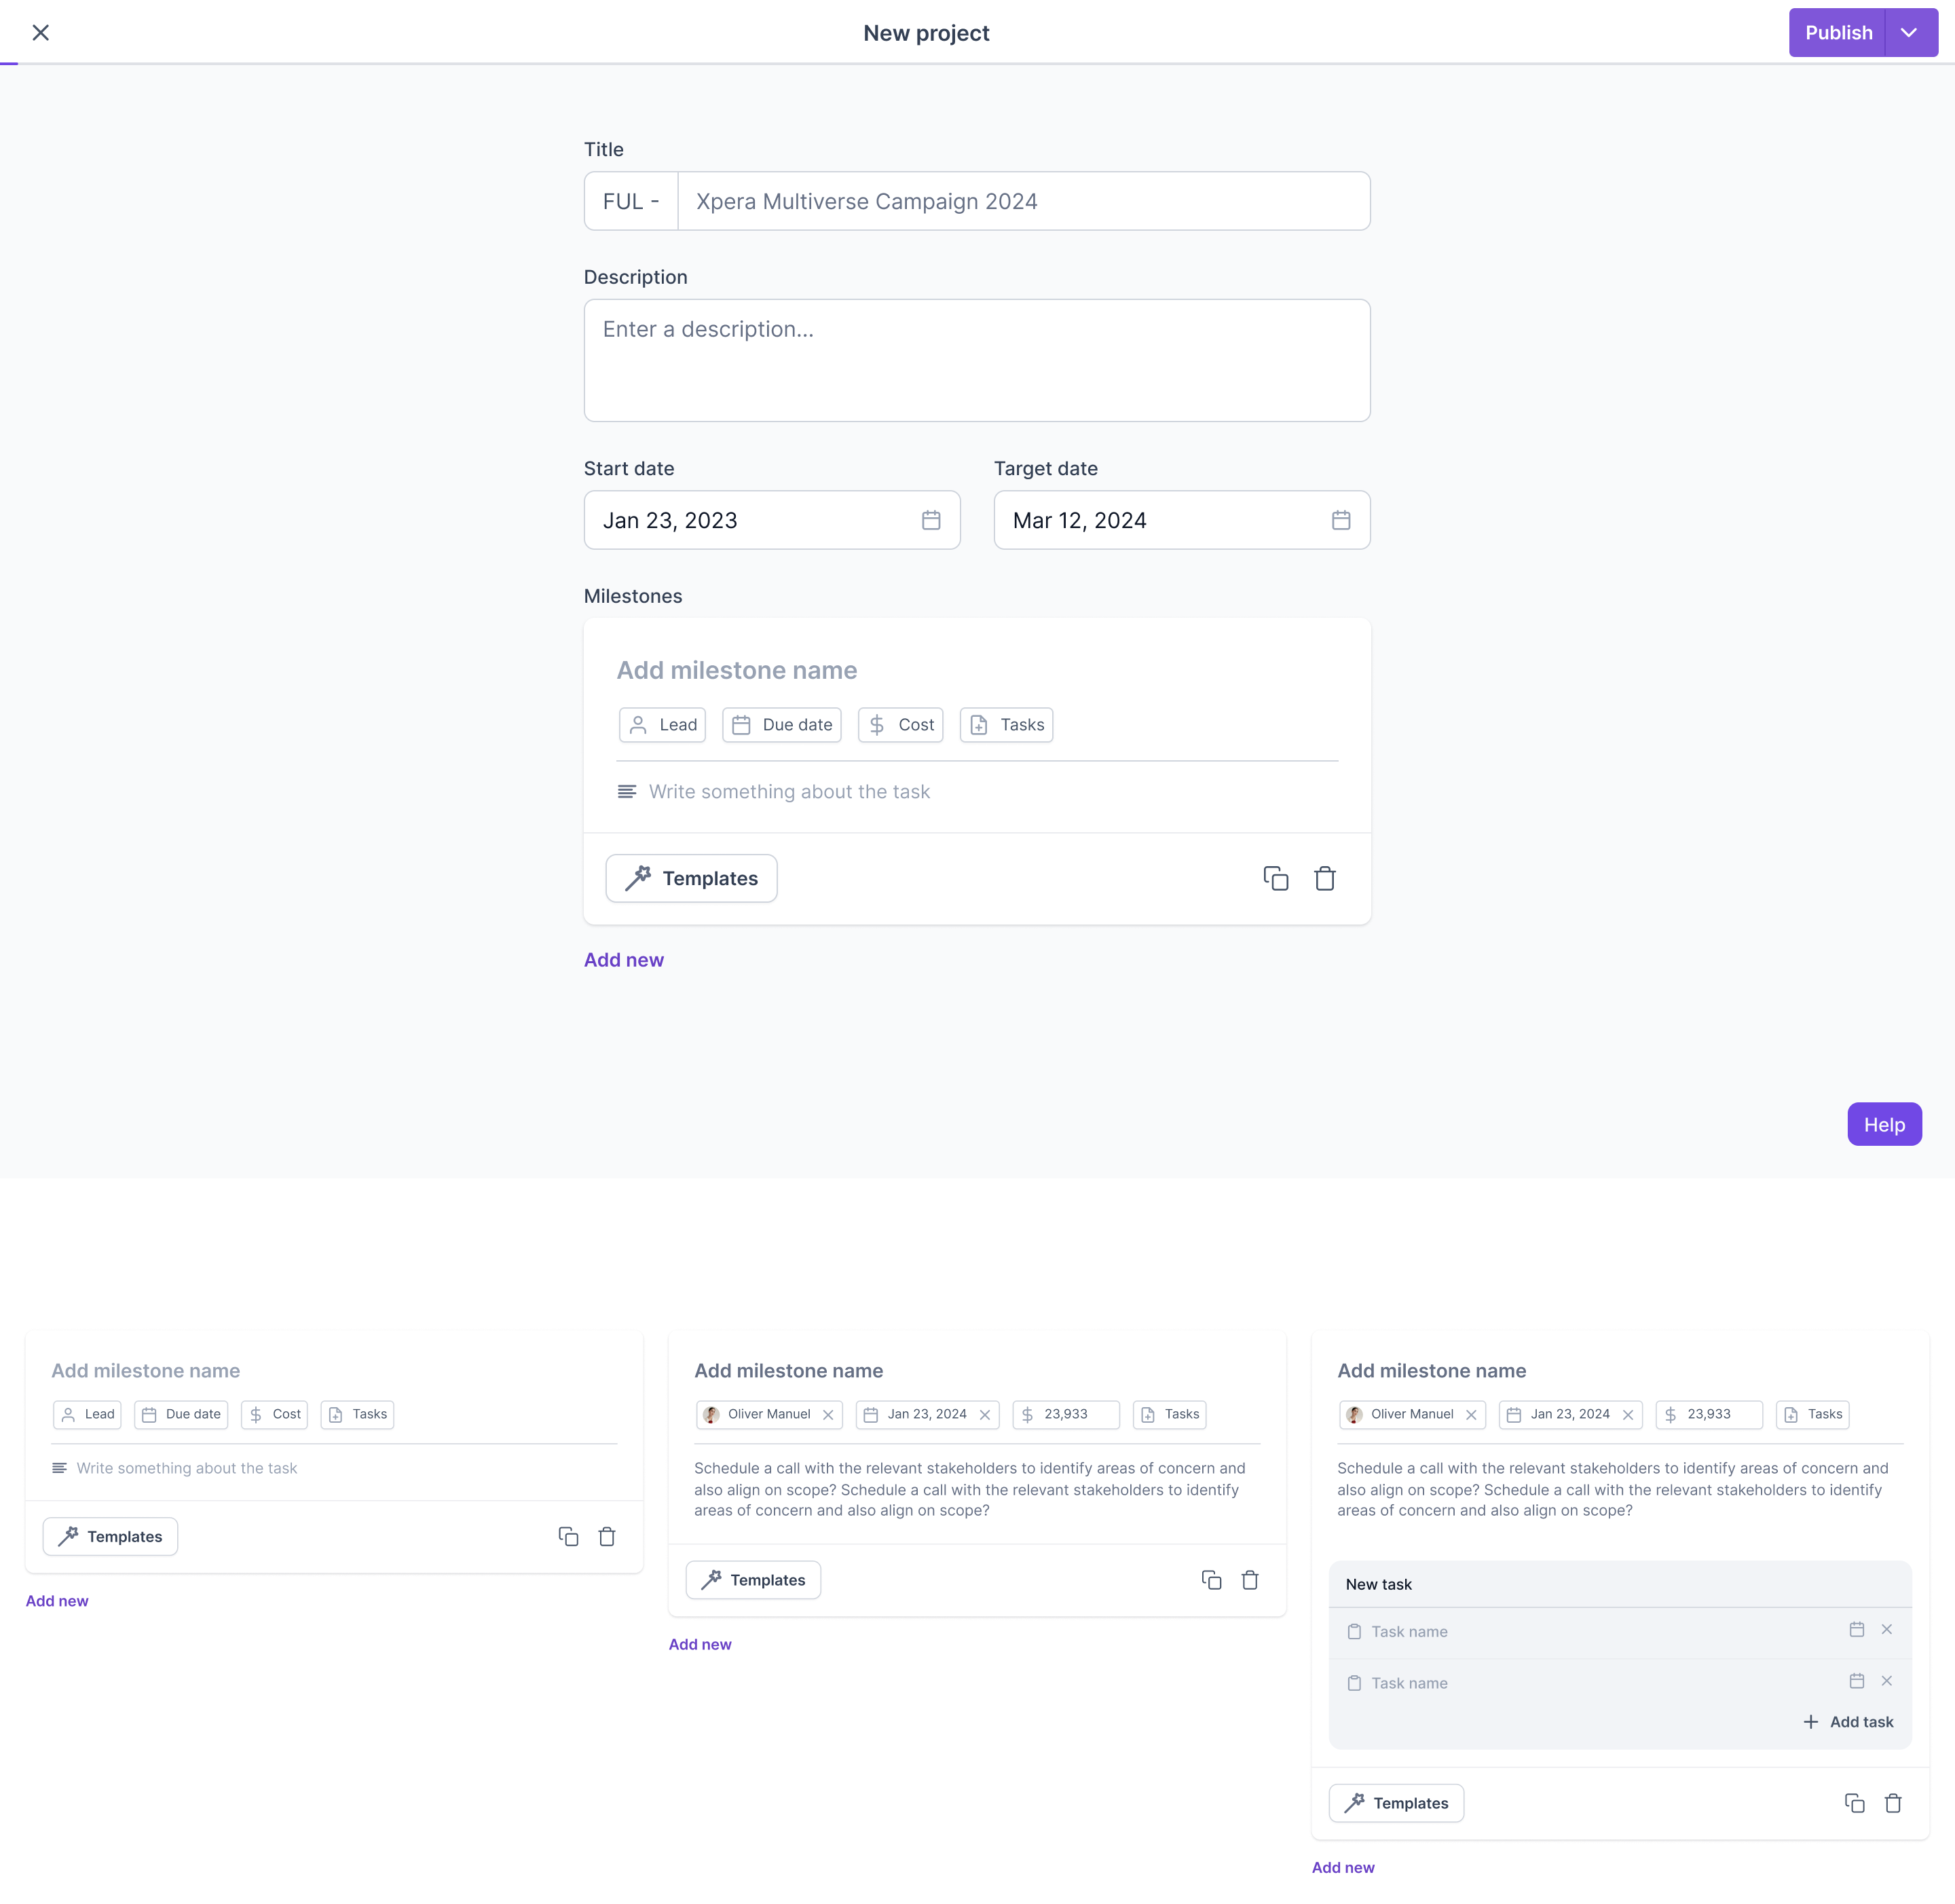 New project
Publish
Title
FUL - Xpera Multiverse Campaign 2024
Description
Enter a description...
Start date
Target date
Jan 23, 2023
Mar 12, 2024
Milestones
Add milestone name
Lead Due date Cost Tasks
Write something about the task
Templates
Add new
Help
Add milestone name
Lead Due date Cost Tasks
Write something about the task
Templates
Add new
Add milestone name
Oliver Manuel Jan 23, 2024 $ 23,933 Tasks
Schedule a call with the relevant stakeholders to identify areas of concern and
also align on scope? Schedule a call with the relevant stakeholders to identify
areas of concern and also align on scope?
Templates
Add new
Add milestone name
Oliver Manuel Jan 23, 2024 $ 23,933 Tasks
Schedule a call with the relevant stakeholders to identify areas of concern and
also align on scope? Schedule a call with the relevant stakeholders to identify
areas of concern and also align on scope?
New task
Task name
Task name
Add task
Templates
Add new